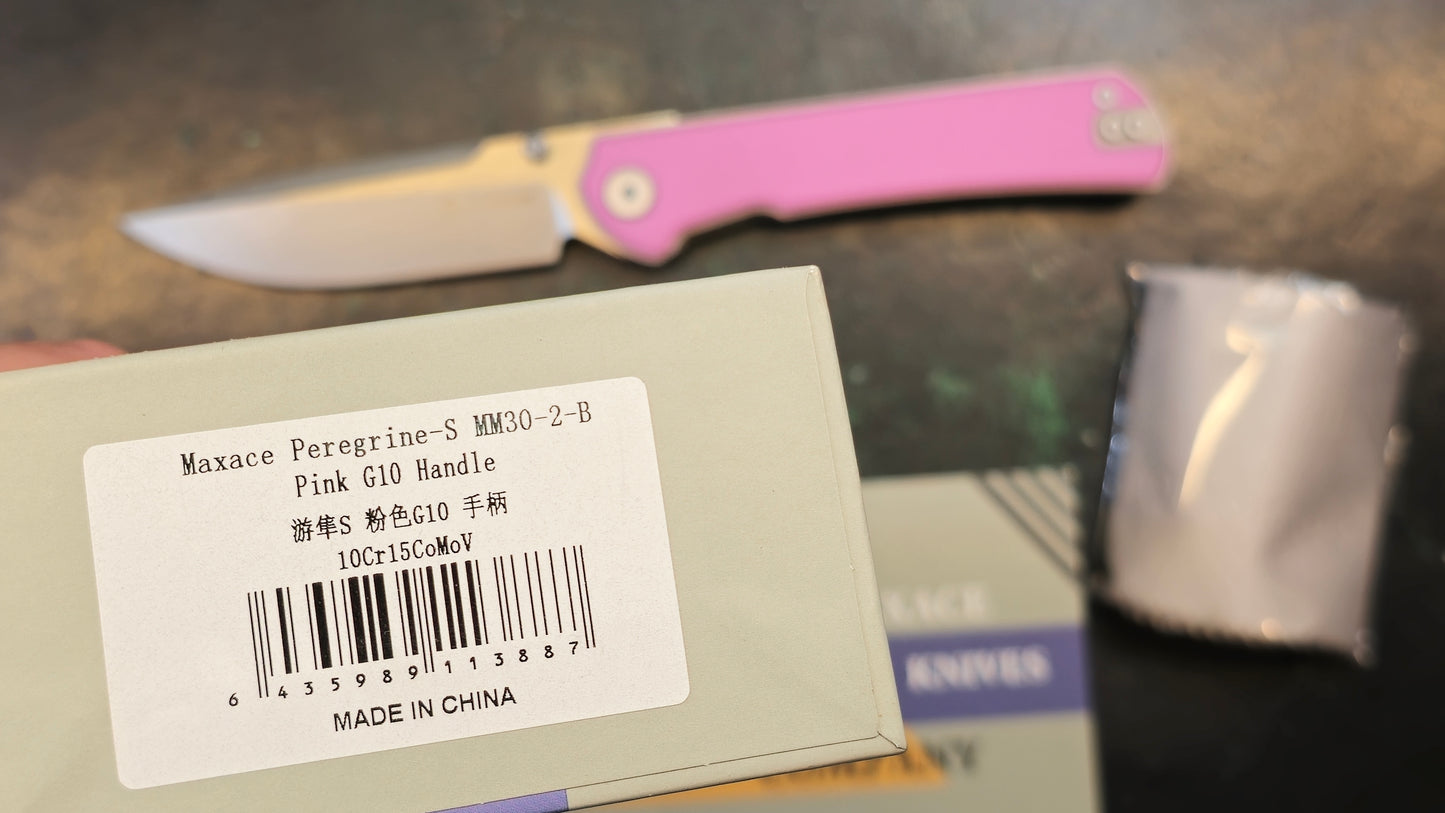 Maxace Peregrine-S MM30-2-B
Pink G10 Handle
游隼S 粉色G10 手柄
10Cr15CoMoV
6 435989 113887
MADE IN CHINA
KNIVES